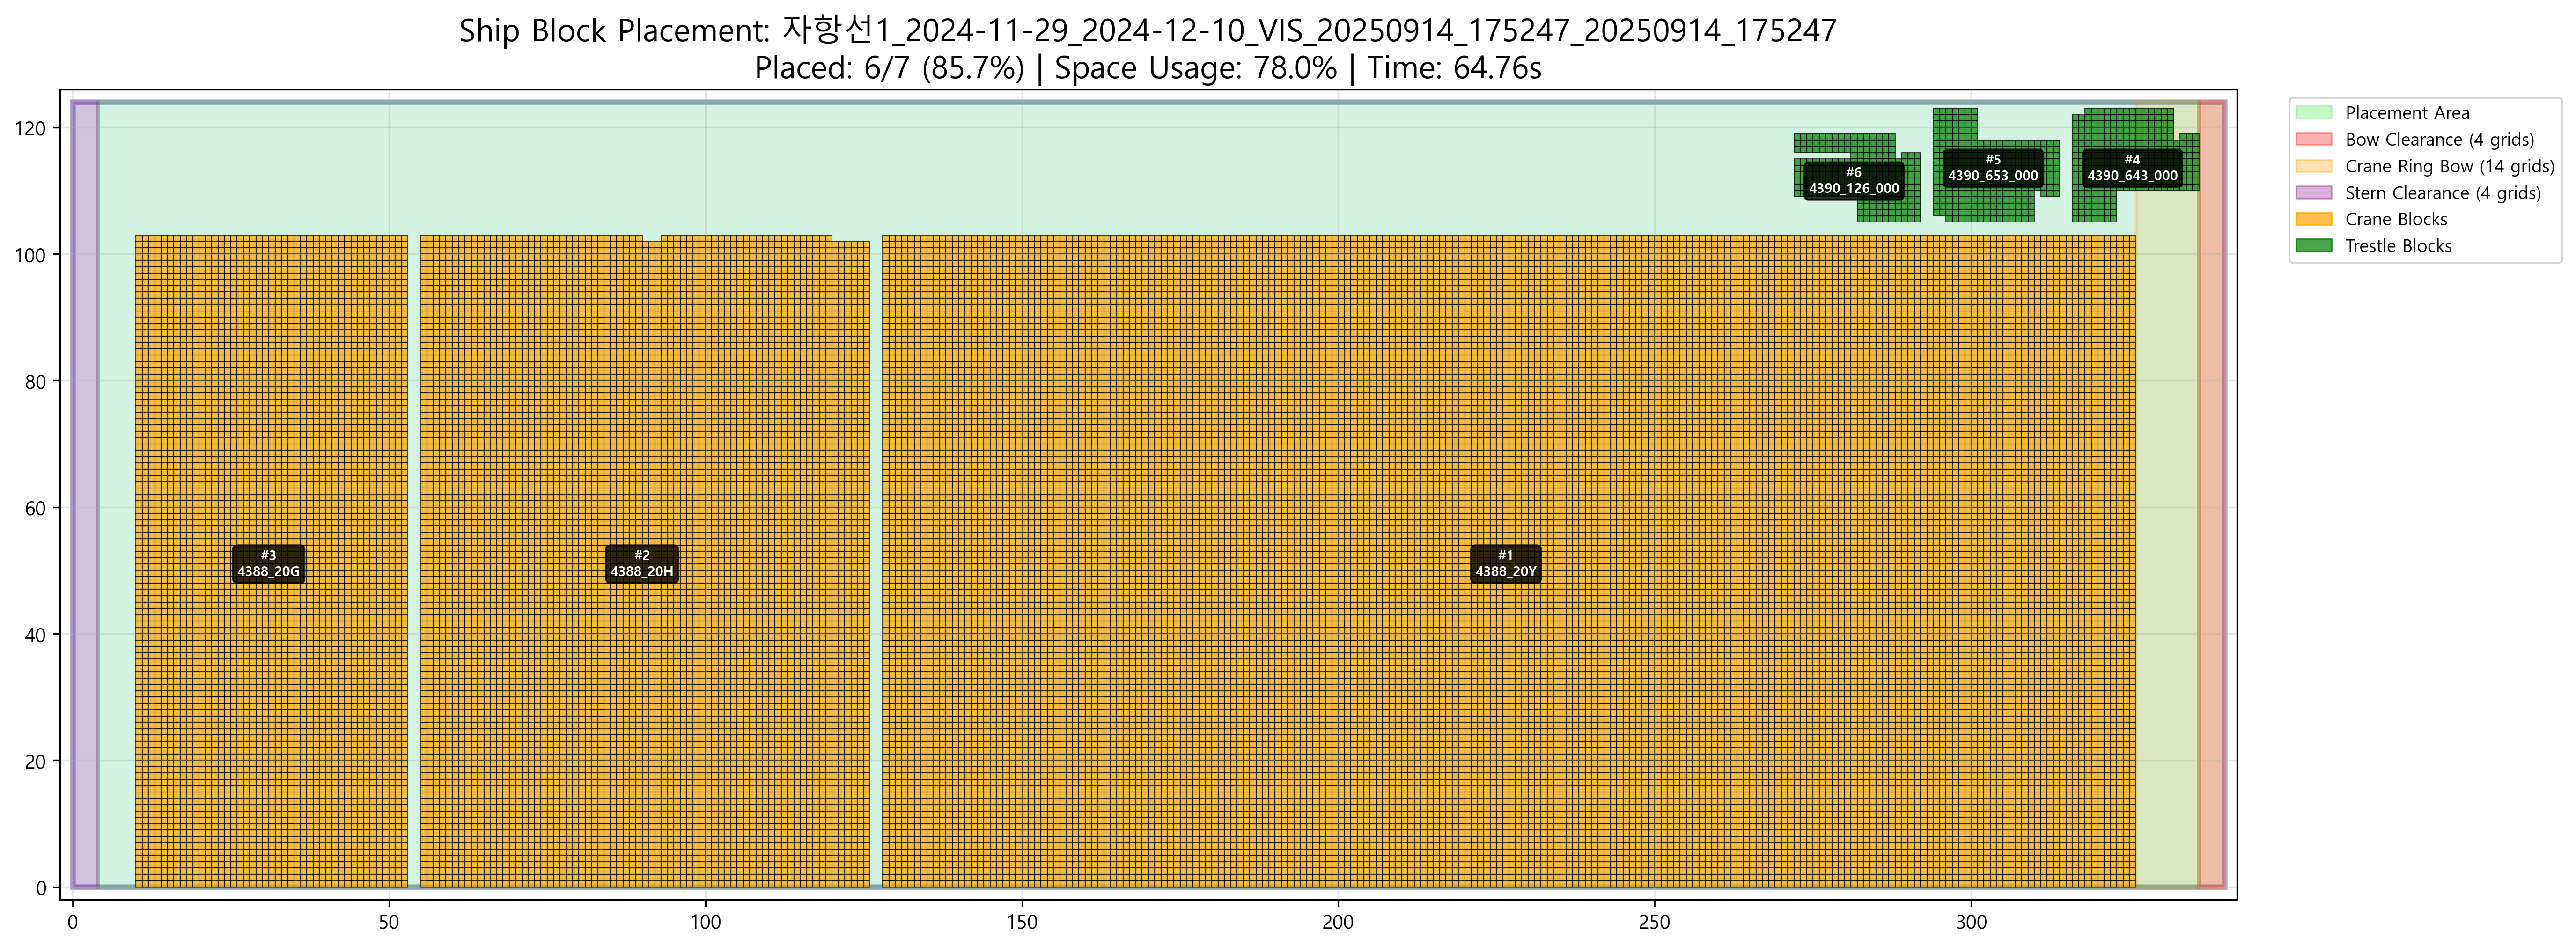 Ship Block Placement: 자항선1_2024-11-29_2024-12-10_VIS_20250914_175247_20250914_175247
Placed: 6/7 (85.7%) | Space Usage: 78.0% | Time: 64.76s
120
100
80
60
40
20
0
0
50
100
150
200
250
300
#6
4390_126_000
#5
4390_653_000
#4
4390_643_000
#3
4388_20G
#2
4388_20H
#1
4388_20Y
Placement Area
Bow Clearance (4 grids)
Crane Ring Bow (14 grids)
Stern Clearance (4 grids)
Crane Blocks
Trestle Blocks